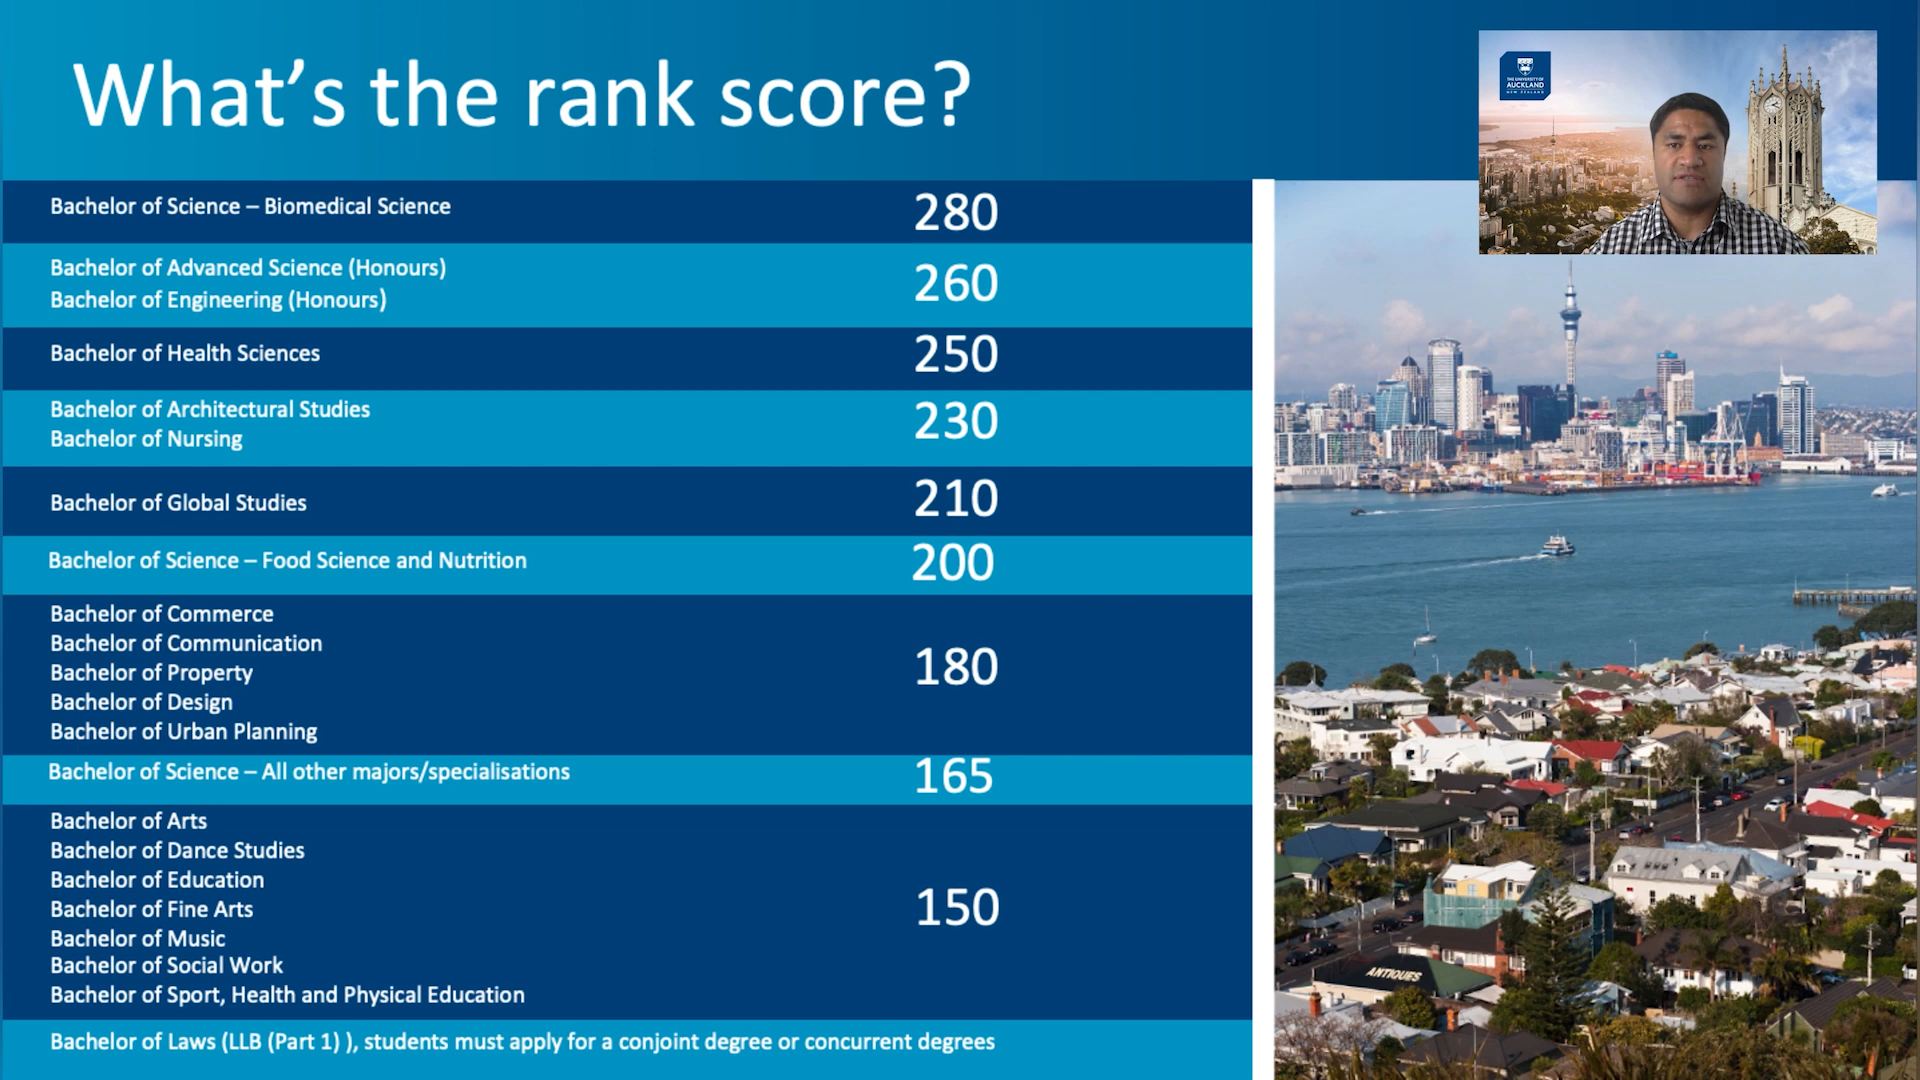 What's the rank score?
THE UNIVERSITY OF
AUCKLAND
NEW ZEALAND
Bachelor of Science – Biomedical Science
280
Bachelor of Advanced Science (Honours)
Bachelor of Engineering (Honours)
260
Bachelor of Health Sciences
250
Bachelor of Architectural Studies
Bachelor of Nursing
230
Bachelor of Global Studies
210
Bachelor of Science – Food Science and Nutrition
200
Bachelor of Commerce
Bachelor of Communication
Bachelor of Property
Bachelor of Design
Bachelor of Urban Planning
180
Bachelor of Science – All other majors/specialisations
165
Bachelor of Arts
Bachelor of Dance Studies
Bachelor of Education
Bachelor of Fine Arts
Bachelor of Music
Bachelor of Social Work
Bachelor of Sport, Health and Physical Education
150
Bachelor of Laws (LLB (Part 1) ), students must apply for a conjoint degree or concurrent degrees
ANTIQUES